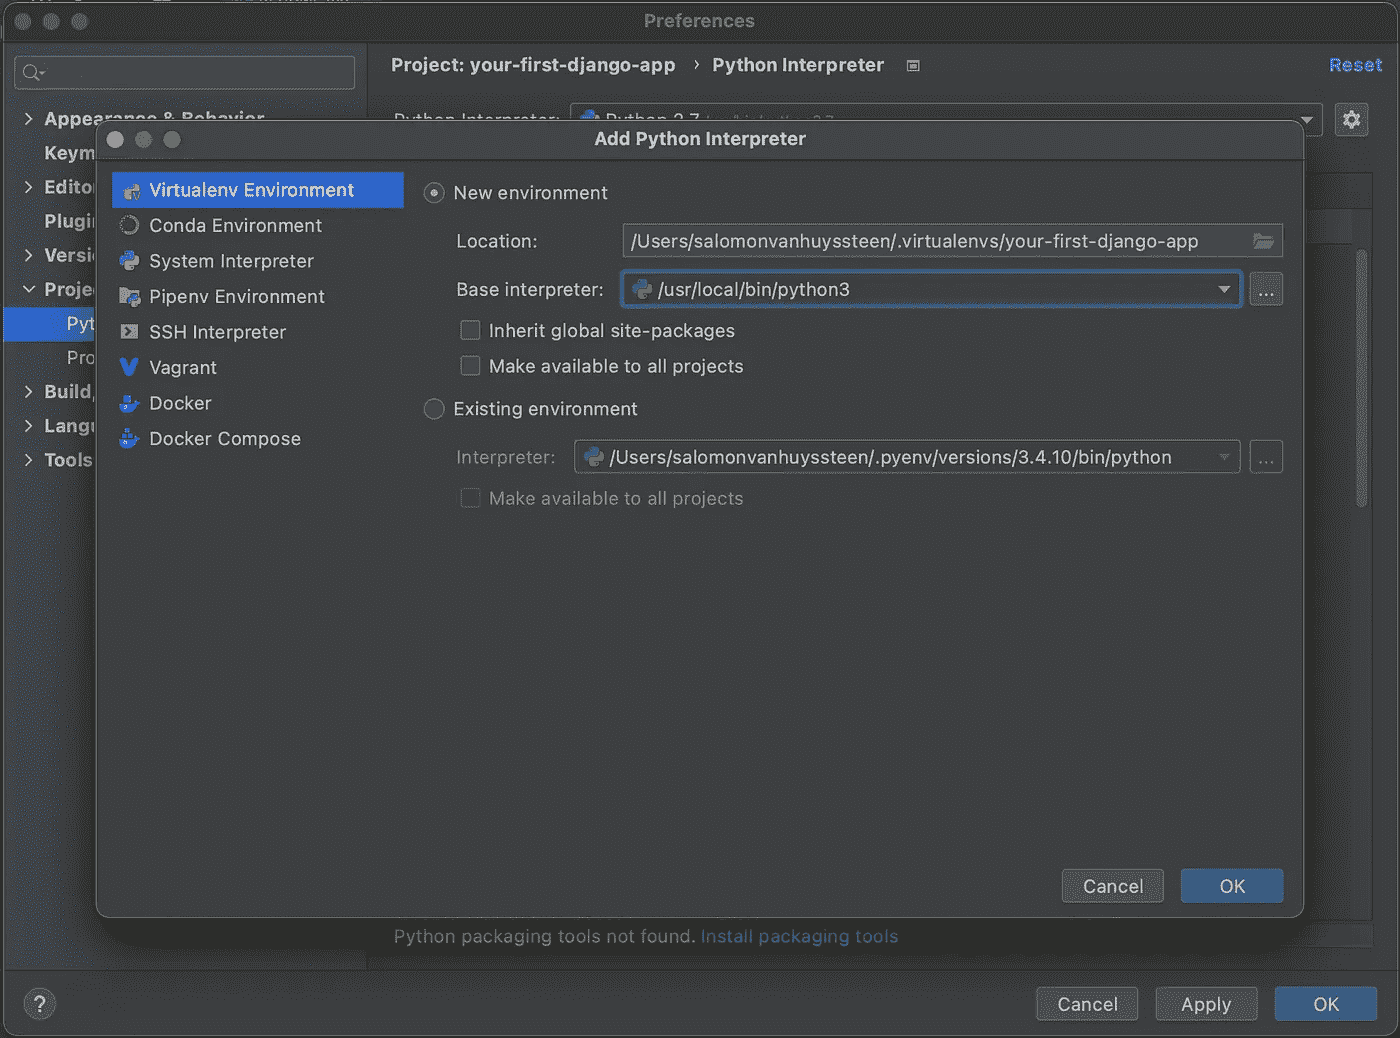 Preferences
Project: your-first-django-app › Python Interpreter
Reset
Appearance & Behavior
Python Interpreter: Python 2.7
Add Python Interpreter
Keym
Edito
Plugi
Versi
Proje
Pyt
Pro
Build,
Langu
Tools
Virtualenv Environment
Conda Environment
System Interpreter
Pipenv Environment
SSH Interpreter
Vagrant
Docker
Docker Compose
New environment
Location: /Users/salomonvanhuyssteen/.virtualenvs/your-first-django-app
Base interpreter: /usr/local/bin/python3 ...
Inherit global site-packages
Make available to all projects
Existing environment
Interpreter: /Users/salomonvanhuyssteen/.pyenv/versions/3.4.10/bin/python ...
Make available to all projects
Cancel OK
Python packaging tools not found. Install packaging tools
? Cancel Apply OK